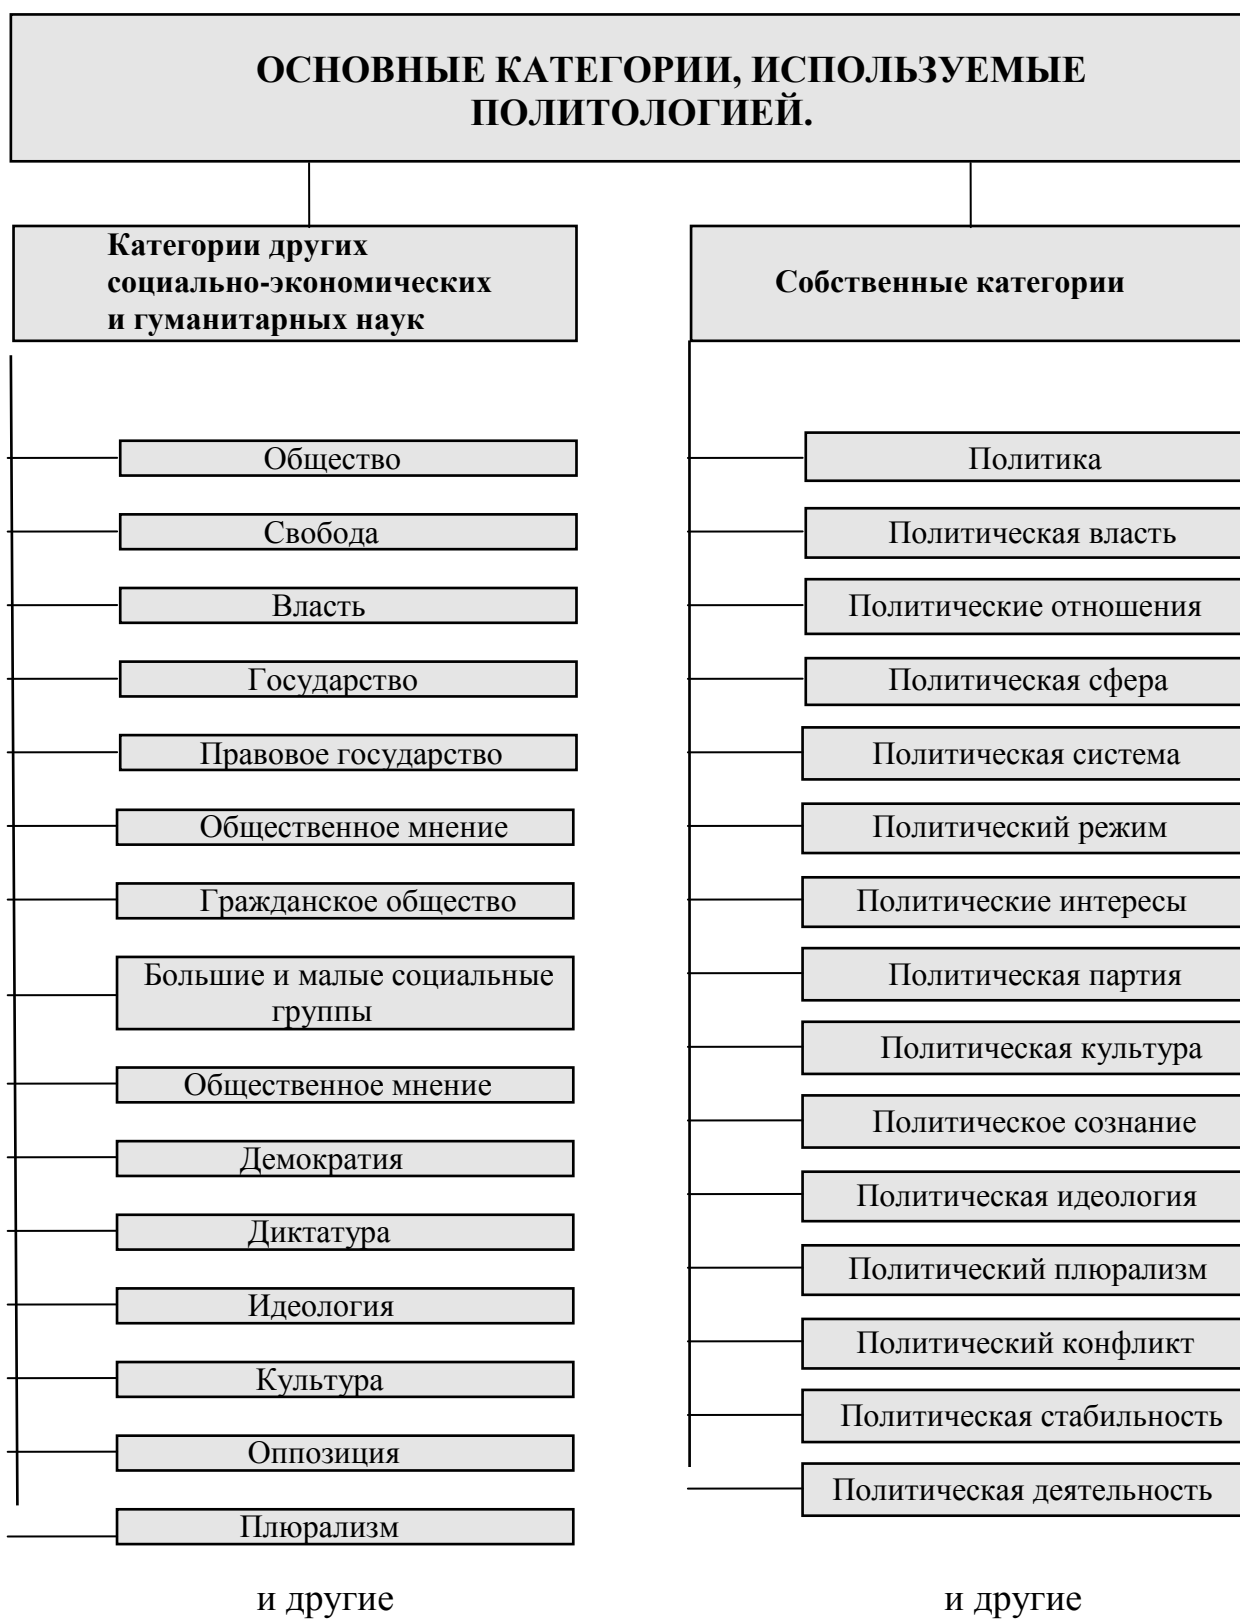 ОСНОВНЫЕ КАТЕГОРИИ, ИСПОЛЬЗУЕМЫЕ
ПОЛИТОЛОГИЕЙ.
Категории других
социально-экономических
и гуманитарных наук
Общество
Свобода
Власть
Государство
Правовое государство
Общественное мнение
Гражданское общество
Большие и малые социальные
группы
Общественное мнение
Демократия
Диктатура
Идеология
Культура
Оппозиция
Плюрализм
и другие
Собственные категории
Политика
Политическая власть
Политические отношения
Политическая сфера
Политическая система
Политический режим
Политические интересы
Политическая партия
Политическая культура
Политическое сознание
Политическая идеология
Политический плюрализм
Политический конфликт
Политическая стабильность
Политическая деятельность
и другие